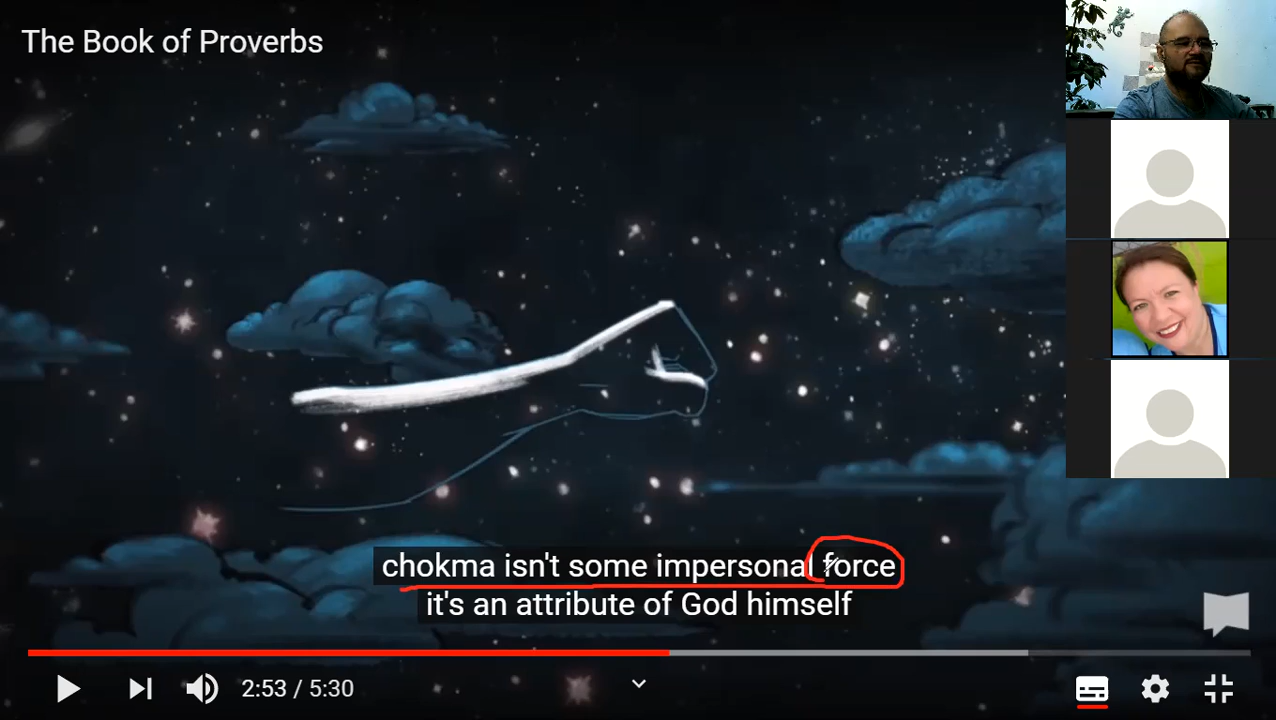 The Book of Proverbs
chokma isn't some impersonal force
it's an attribute of God himself
2:53 / 5:30